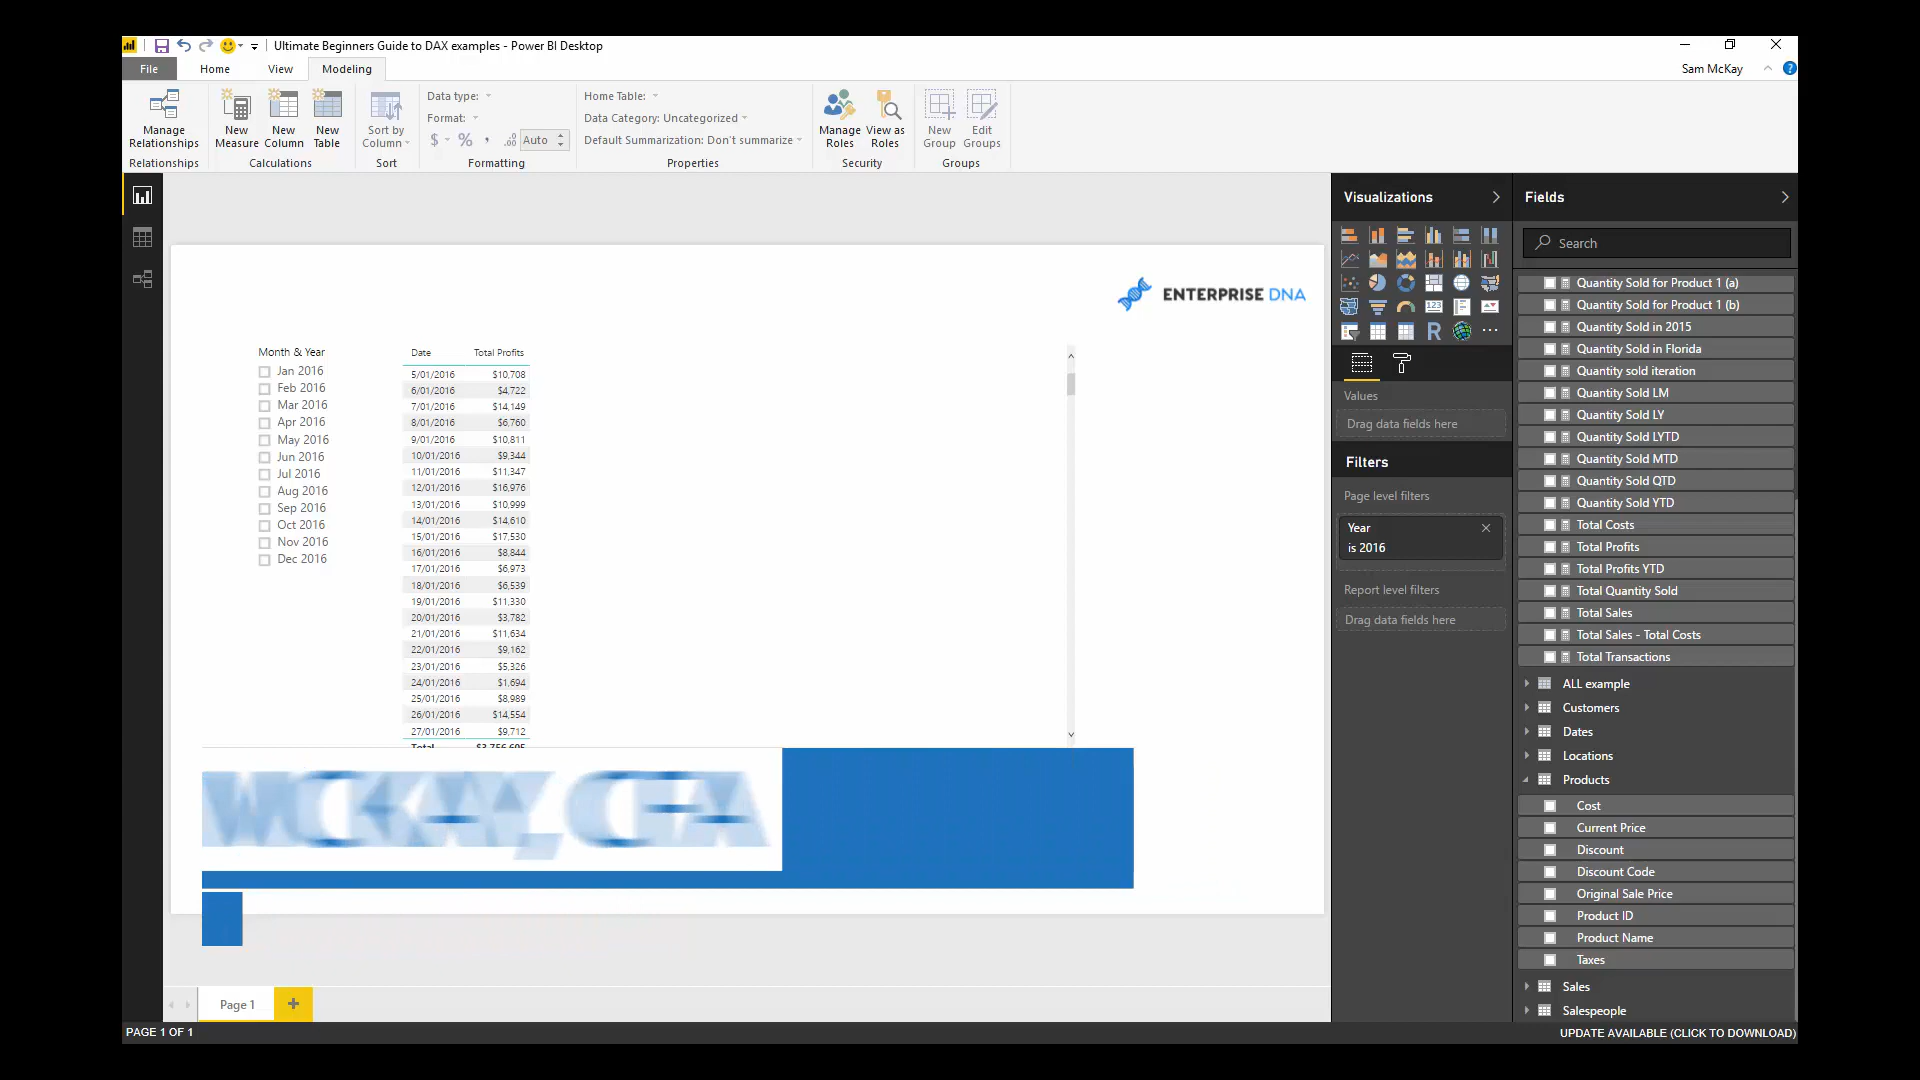 Ultimate Beginners Guide to DAX examples - Power BI Desktop
File Home View Modeling Sam McKay ?
Manage Relationships
New Measure
New Column
New Table
Sort by Column
Data type:
Format:
$ % , .00 Auto
Home Table:
Data Category: Uncategorized
Default Summarization: Don't summarize
Manage Roles
View as Roles
New Group
Edit Groups
Relationships Calculations Sort Formatting Properties Security Groups
Visualizations
Fields
Search
ENTERPRISE DNA
Month & Year
Jan 2016
Feb 2016
Mar 2016
Apr 2016
May 2016
Jun 2016
Jul 2016
Aug 2016
Sep 2016
Oct 2016
Nov 2016
Dec 2016
Date Total Profits
5/01/2016 $10,708
6/01/2016 $4,722
7/01/2016 $14,149
8/01/2016 $6,760
9/01/2016 $10,811
10/01/2016 $9,344
11/01/2016 $11,347
12/01/2016 $16,976
13/01/2016 $10,999
14/01/2016 $14,610
15/01/2016 $17,530
16/01/2016 $8,844
17/01/2016 $6,973
18/01/2016 $6,539
19/01/2016 $11,330
20/01/2016 $3,782
21/01/2016 $11,634
22/01/2016 $9,162
23/01/2016 $5,326
24/01/2016 $1,694
25/01/2016 $8,989
26/01/2016 $14,554
27/01/2016 $9,712
Total $3,756,605
MCKAY, CFA
Values
Drag data fields here
Filters
Page level filters
Year
is 2016
Report level filters
Drag data fields here
Quantity Sold for Product 1 (a)
Quantity Sold for Product 1 (b)
Quantity Sold in 2015
Quantity Sold in Florida
Quantity sold iteration
Quantity Sold LM
Quantity Sold LY
Quantity Sold LYTD
Quantity Sold MTD
Quantity Sold QTD
Quantity Sold YTD
Total Costs
Total Profits
Total Profits YTD
Total Quantity Sold
Total Sales
Total Sales - Total Costs
Total Transactions
ALL example
Customers
Dates
Locations
Products
Cost
Current Price
Discount
Discount Code
Original Sale Price
Product ID
Product Name
Taxes
Sales
Salespeople
Page 1 +
PAGE 1 OF 1
UPDATE AVAILABLE (CLICK TO DOWNLOAD)